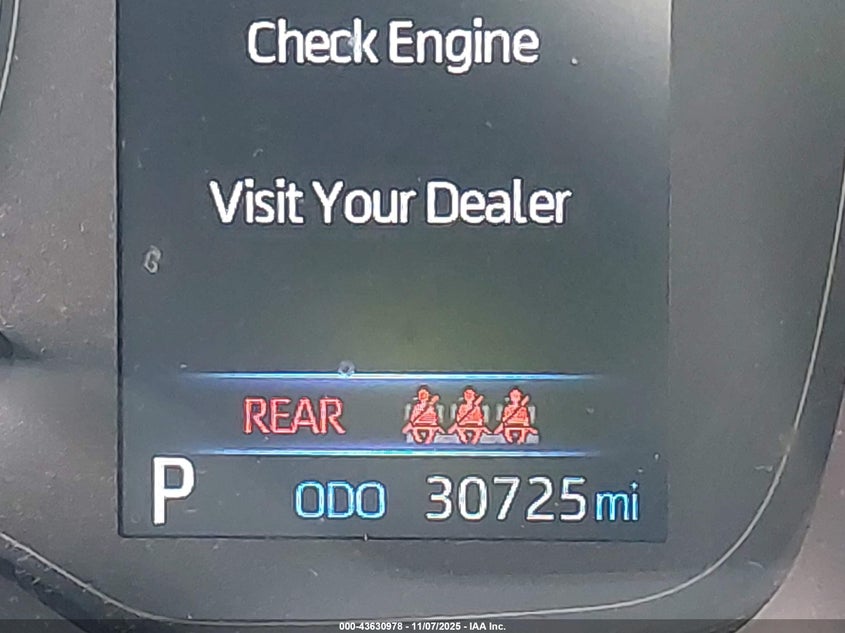 Check Engine
Visit Your Dealer
REAR
P ODO 30725 mi
000-43630978 - 11/07/2025 - IAA Inc.